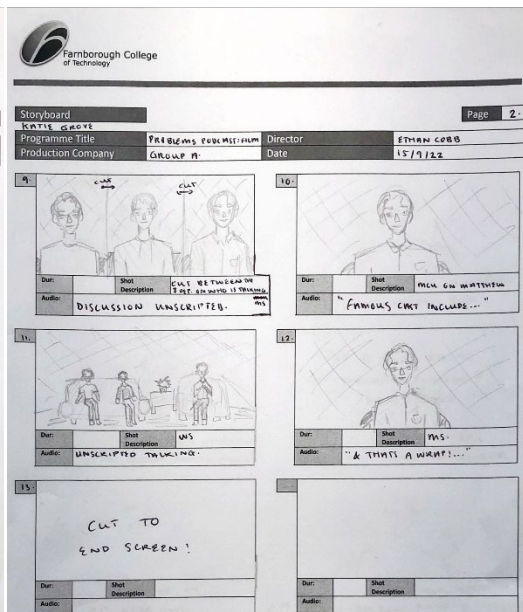 Farnborough College
of Technology
Storyboard
Page 2.
KATIE GROVE
Programme Title PROBLEMS PODCAST: FILM Director ETHAN COBB
Production Company GROUP A. Date 15/9/22
9.
CUT CUT
Dur: Shot Description CUT BETWEEN
ON WHO IS TALKING
MS
Audio: DISCUSSION UNSCRIPTED.
10.
Dur: Shot Description MCU ON MATTHEW
Audio: "FAMOUS CAST INCLUDE..."
11.
Dur: Shot Description WS
Audio: UNSCRIPTED TALKING.
12.
Dur: Shot Description MS.
Audio: "& THATS A WRAP!..."
13.
CUT TO
END SCREEN!
Dur: Shot Description
Audio:
Dur: Shot Description
Audio: